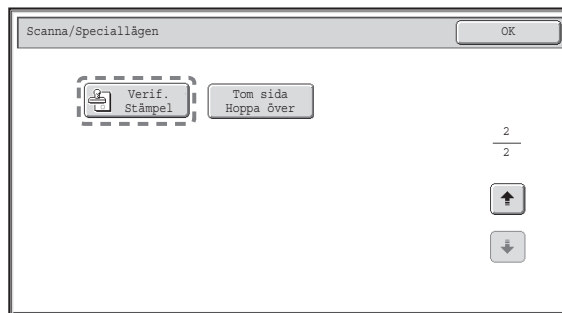 Scanna/Speciallägen
OK
Verif.
Stämpel
Tom sida
Hoppa över
2
2